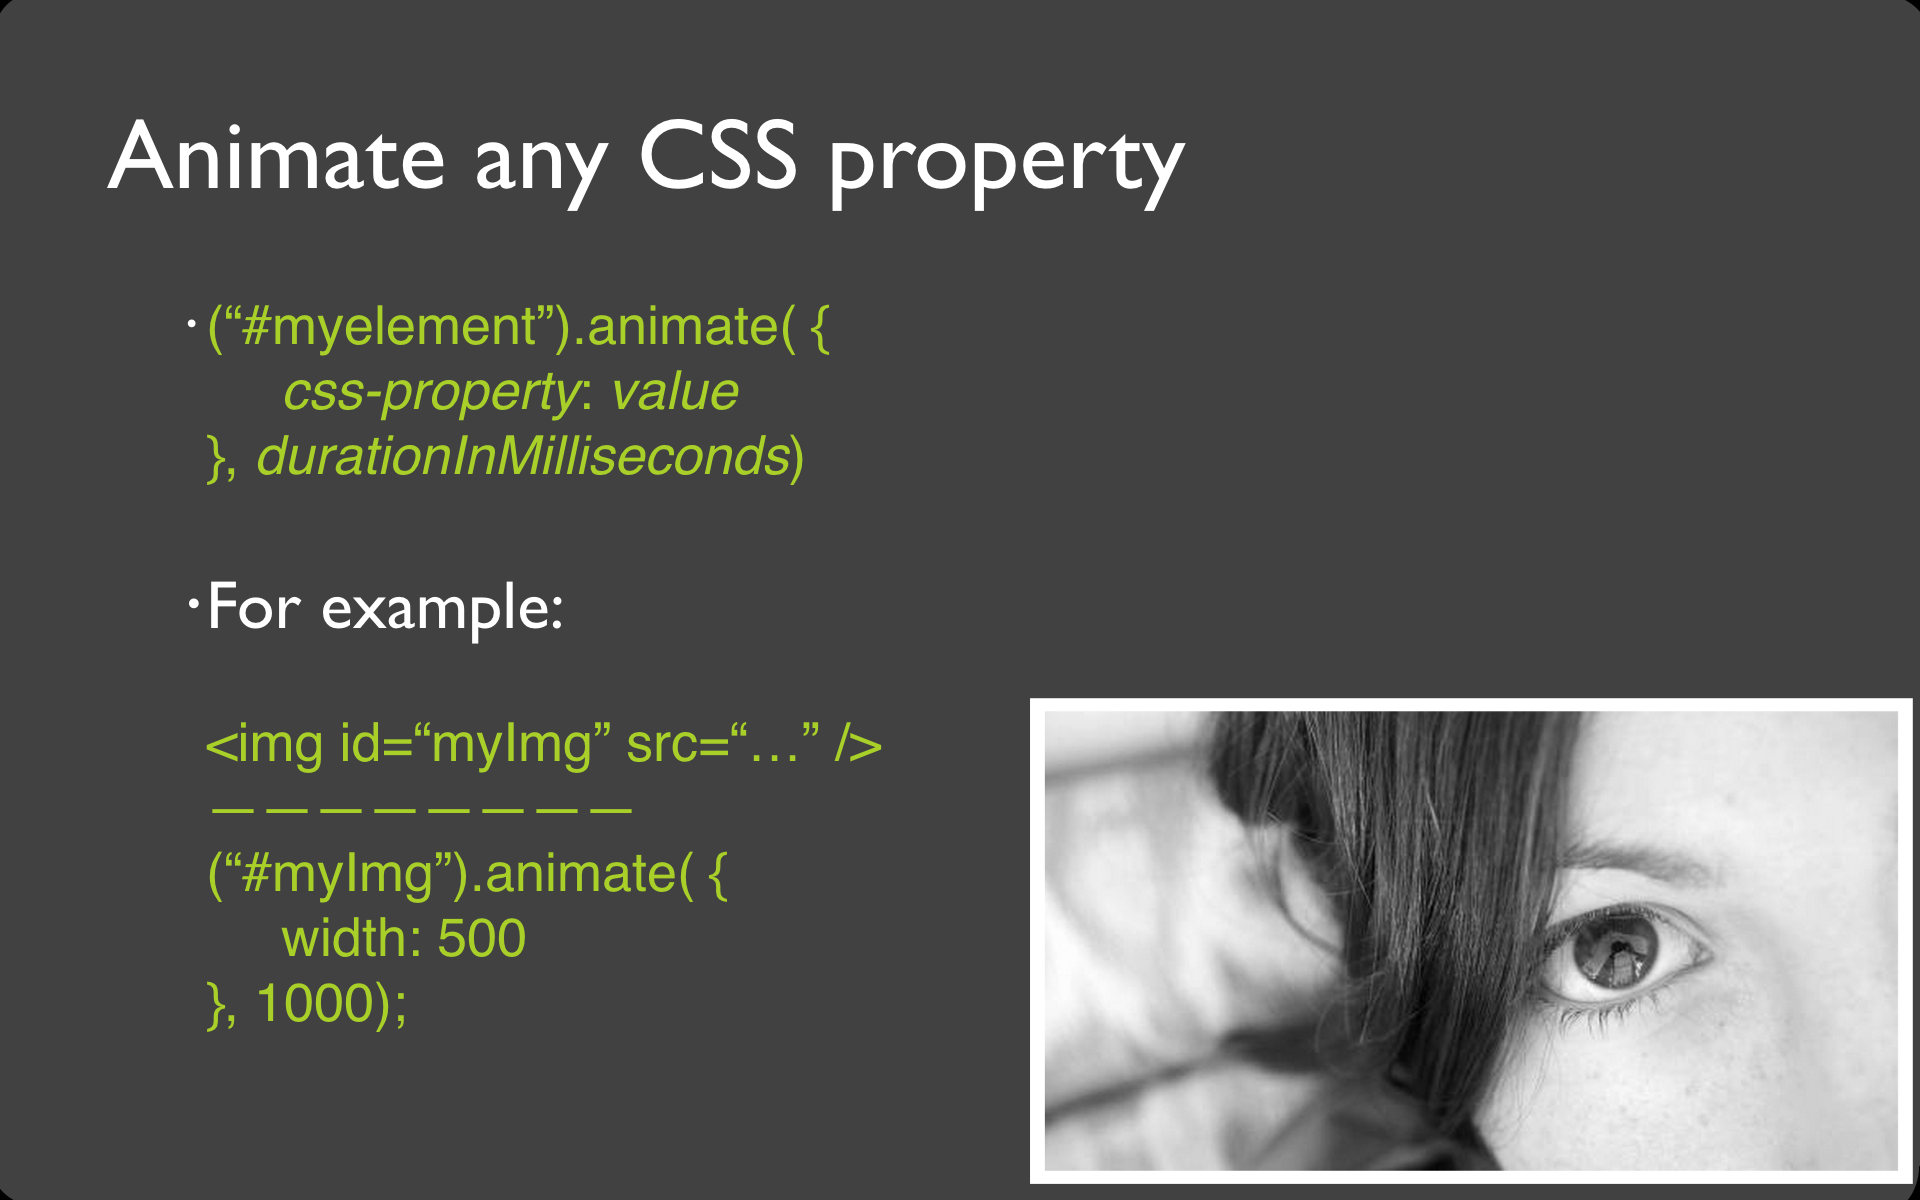 Animate any CSS property
• (“#myelement”).animate( {
css-property: value
}, durationInMilliseconds)
• For example:
<img id=“myImg” src=“…” />
— — — — — — — —
(“#myImg”).animate( {
width: 500
}, 1000);